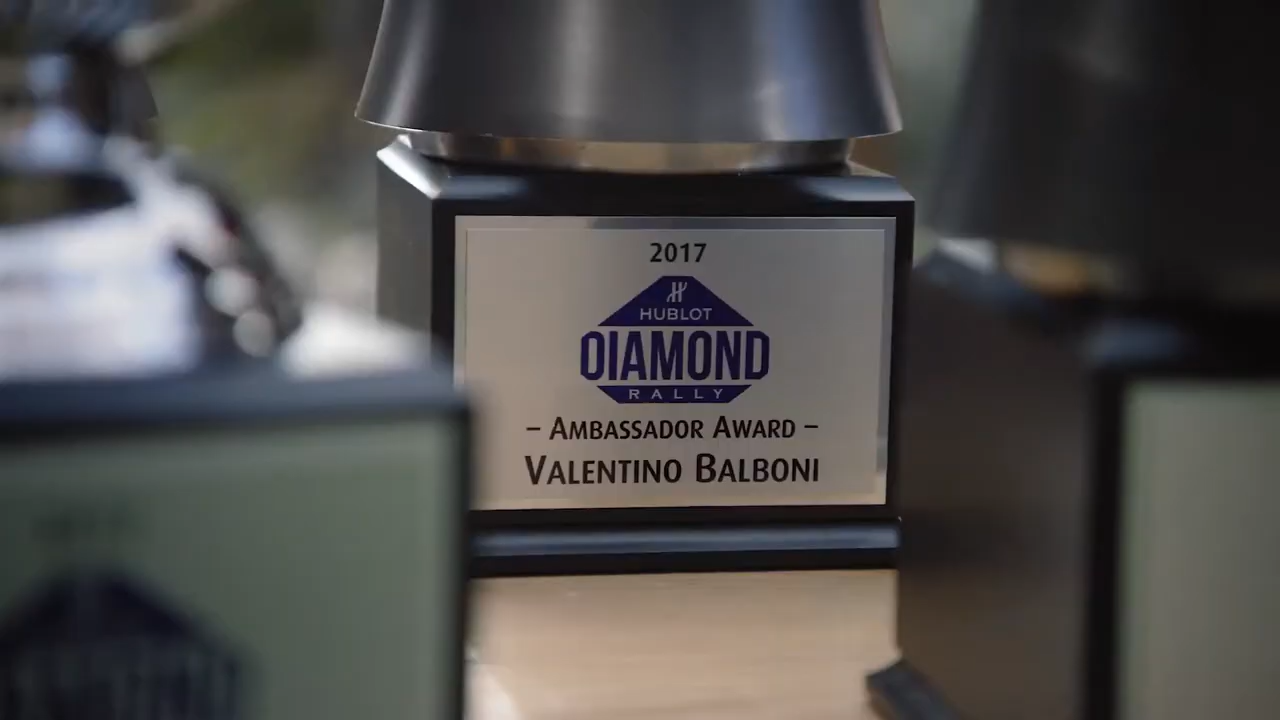 2017
HUBLOT
DIAMOND
RALLY
– AMBASSADOR AWARD –
VALENTINO BALBONI